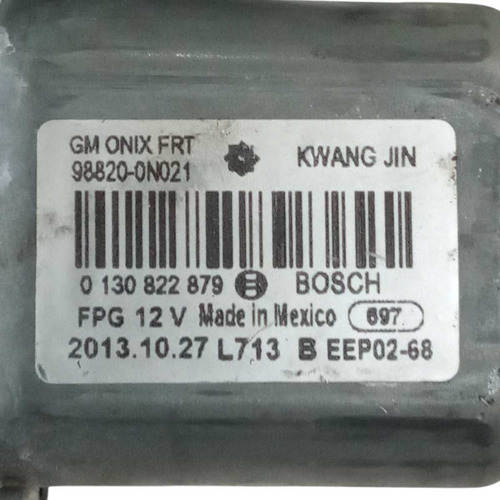 GM ONIX FRT KWANG JIN
98820-0N021
0 130 822 879 BOSCH
FPG 12 V Made in Mexico 697
2013.10.27 L713 B EEP02-68